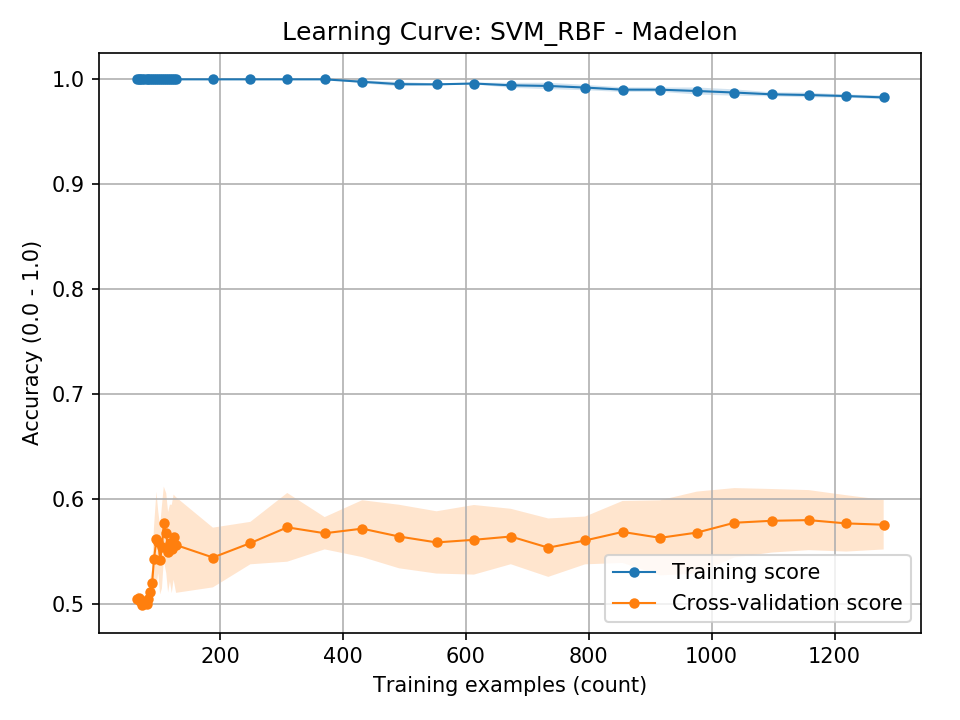 Learning Curve: SVM_RBF - Madelon
1.0
0.9
0.8
0.7
0.6
0.5
Accuracy (0.0 - 1.0)
Training score
Cross-validation score
200 400 600 800 1000 1200
Training examples (count)